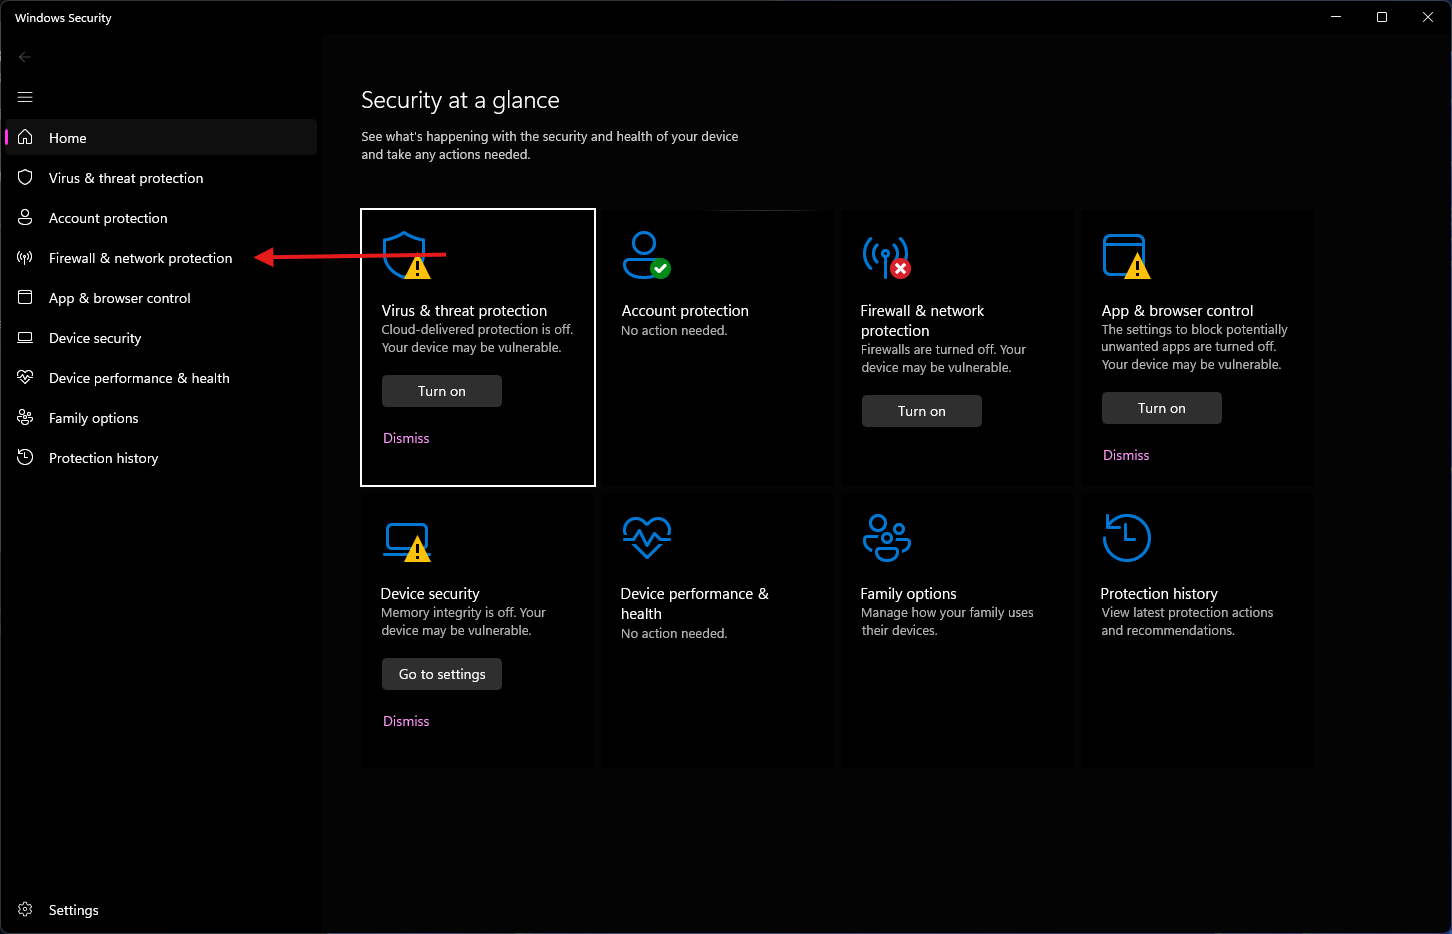 Windows Security
Home
Virus & threat protection
Account protection
Firewall & network protection
App & browser control
Device security
Device performance & health
Family options
Protection history
Settings
Security at a glance
See what's happening with the security and health of your device
and take any actions needed.
Virus & threat protection
Cloud-delivered protection is off.
Your device may be vulnerable.
Turn on
Dismiss
Account protection
No action needed.
Firewall & network
protection
Firewalls are turned off. Your
device may be vulnerable.
Turn on
App & browser control
The settings to block potentially
unwanted apps are turned off.
Your device may be vulnerable.
Turn on
Dismiss
Device security
Memory integrity is off. Your
device may be vulnerable.
Go to settings
Dismiss
Device performance &
health
No action needed.
Family options
Manage how your family uses
their devices.
Protection history
View latest protection actions
and recommendations.